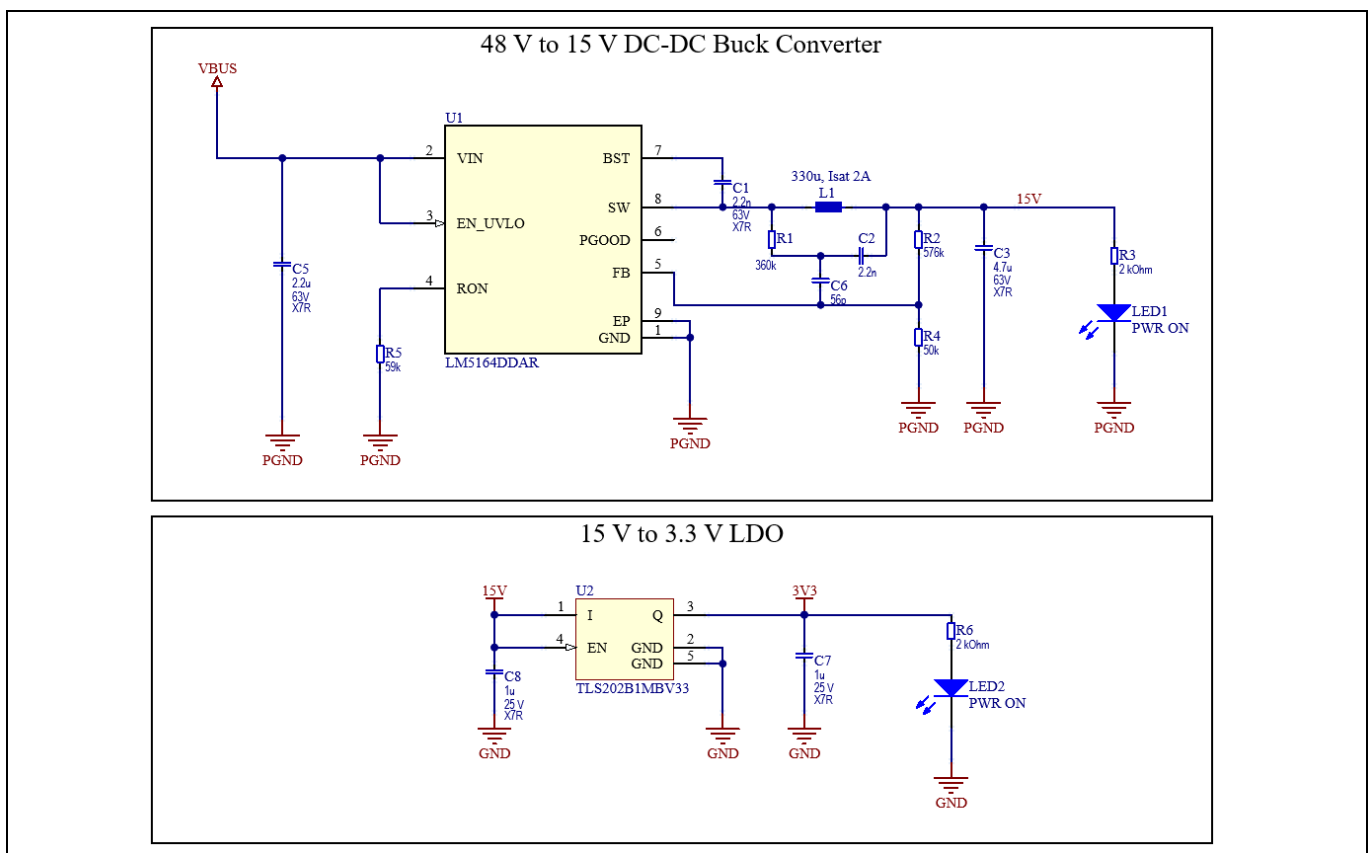 48 V to 15 V DC-DC Buck Converter
VBUS
U1
2 VIN
BST 7
3 EN_UVLO
SW 8
PGOOD 6
FB 5
4 RON
EP 9
GND 1
LM5164DDAR
C5
2.2u
63V
X7R
PGND
R5
59k
PGND
PGND
C1
2.2n
63V
X7R
330u, Isat 2A
L1
R1
360k
C2
2.2n
C6
56p
R2
576k
R4
50k
PGND
15V
C3
4.7u
63V
X7R
PGND
R3
2 kOhm
LED1
PWR ON
PGND
15 V to 3.3 V LDO
15V
U2
1 I
Q 3
4 EN
GND 2
GND 5
TLS202B1MBV33
C8
1u
25 V
X7R
GND
GND
3V3
C7
1u
25 V
X7R
GND
R6
2 kOhm
LED2
PWR ON
GND